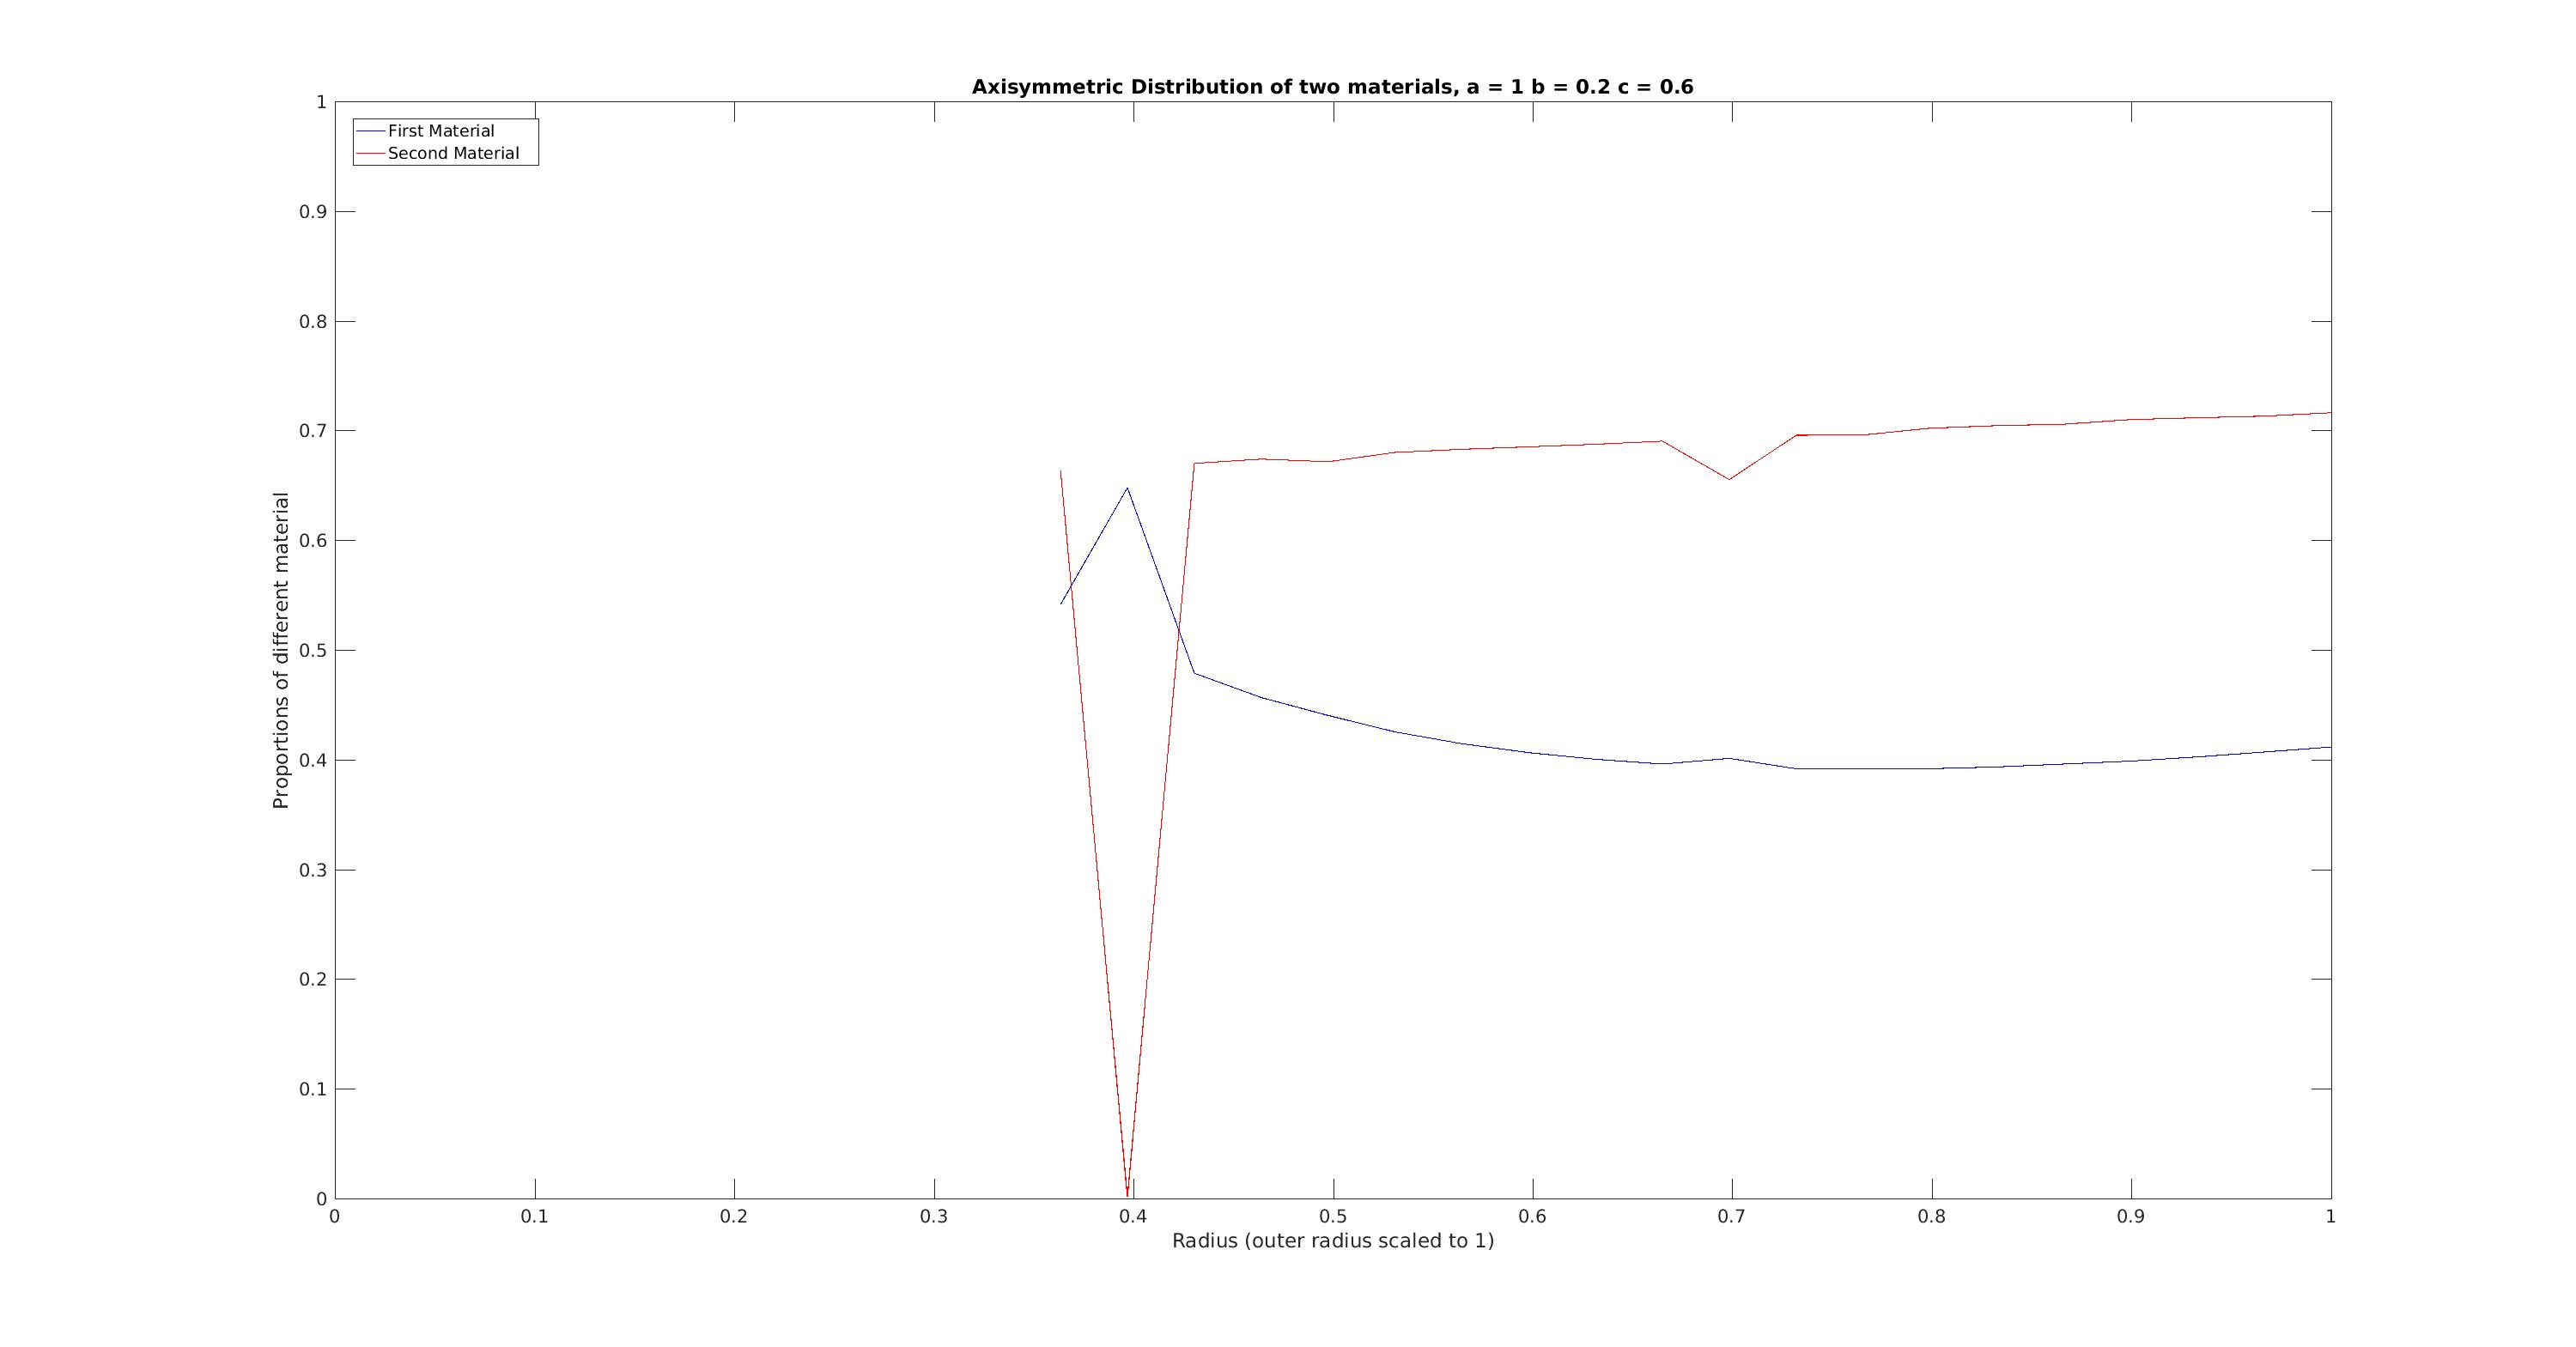 Axisymmetric Distribution of two materials, a = 1 b = 0.2 c = 0.6
First Material
Second Material
Proportions of different material
1
0.9
0.8
0.7
0.6
0.5
0.4
0.3
0.2
0.1
0
0 0.1 0.2 0.3 0.4 0.5 0.6 0.7 0.8 0.9 1
Radius (outer radius scaled to 1)